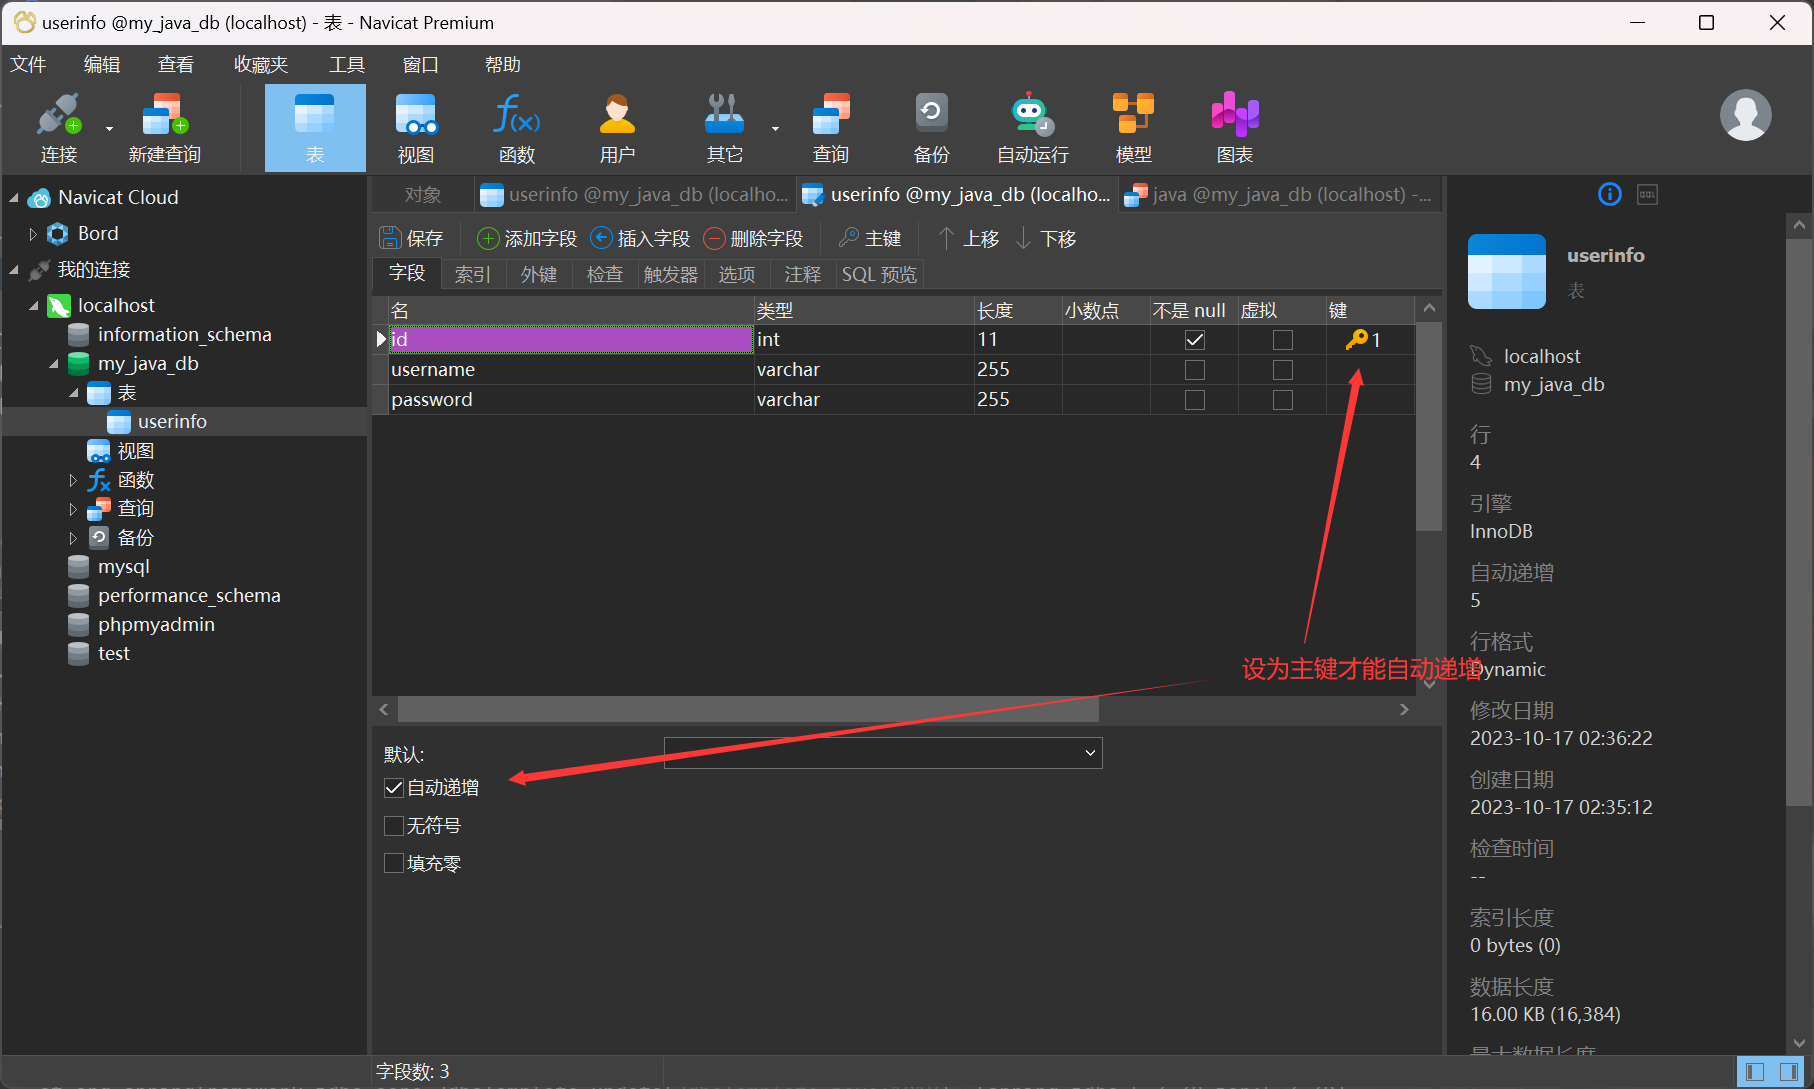 userinfo @my_java_db (localhost) - 表 - Navicat Premium
文件 编辑 查看 收藏夹 工具 窗口 帮助
连接 新建查询 表 视图 函数 用户 其它 查询 备份 自动运行 模型 图表
Navicat Cloud
Bord
我的连接
localhost
information_schema
my_java_db
表
userinfo
视图
函数
查询
备份
mysql
performance_schema
phpmyadmin
test
对象 userinfo @my_java_db (localho... userinfo @my_java_db (localho... java @my_java_db (localhost) -...
保存 添加字段 插入字段 删除字段 主键 上移 下移
字段 索引 外键 检查 触发器 选项 注释 SQL 预览
名 类型 长度 小数点 不是 null 虚拟 键
id int 11 1
username varchar 255
password varchar 255
设为主键才能自动递增
默认:
自动递增
无符号
填充零
userinfo
表
localhost
my_java_db
行
4
引擎
InnoDB
自动递增
5
行格式
Dynamic
修改日期
2023-10-17 02:36:22
创建日期
2023-10-17 02:35:12
检查时间
--
索引长度
0 bytes (0)
数据长度
16.00 KB (16,384)
最大数据长度
字段数: 3